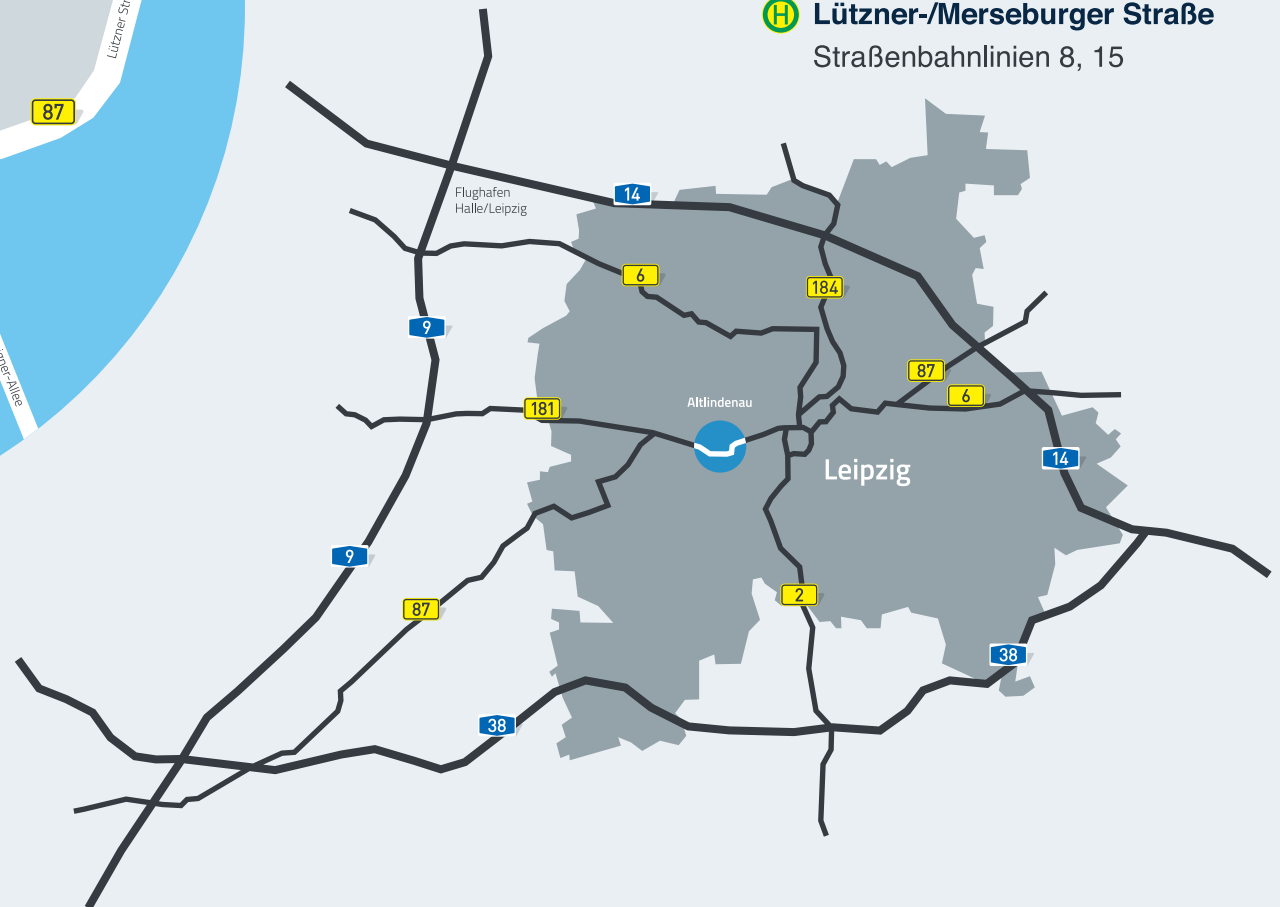 H Lützner-/Merseburger Straße
Straßenbahnlinien 8, 15
Lützner
87
Flughafen
Halle/Leipzig
14
6
184
9
87
6
181
Altlindenau
Leipzig
14
9
87
2
38
38